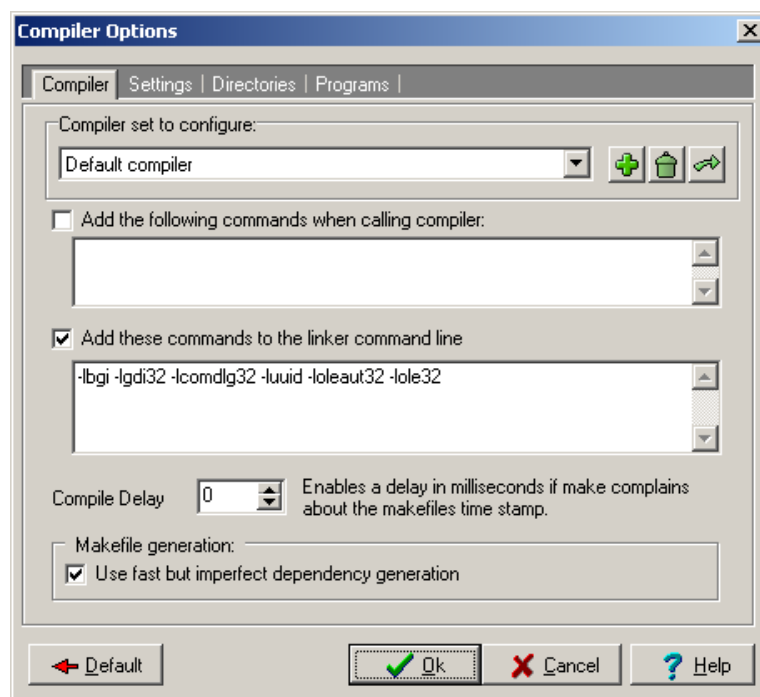 Compiler Options
Compiler Settings | Directories | Programs |
Compiler set to configure:
Default compiler
Add the following commands when calling compiler:
Add these commands to the linker command line
-lbgi -lgdi32 -lcomdlg32 -luuid -loleaut32 -lole32
Compile Delay 0 Enables a delay in milliseconds if make complains
about the makefiles time stamp.
Makefile generation:
Use fast but imperfect dependency generation
Default Ok Cancel Help